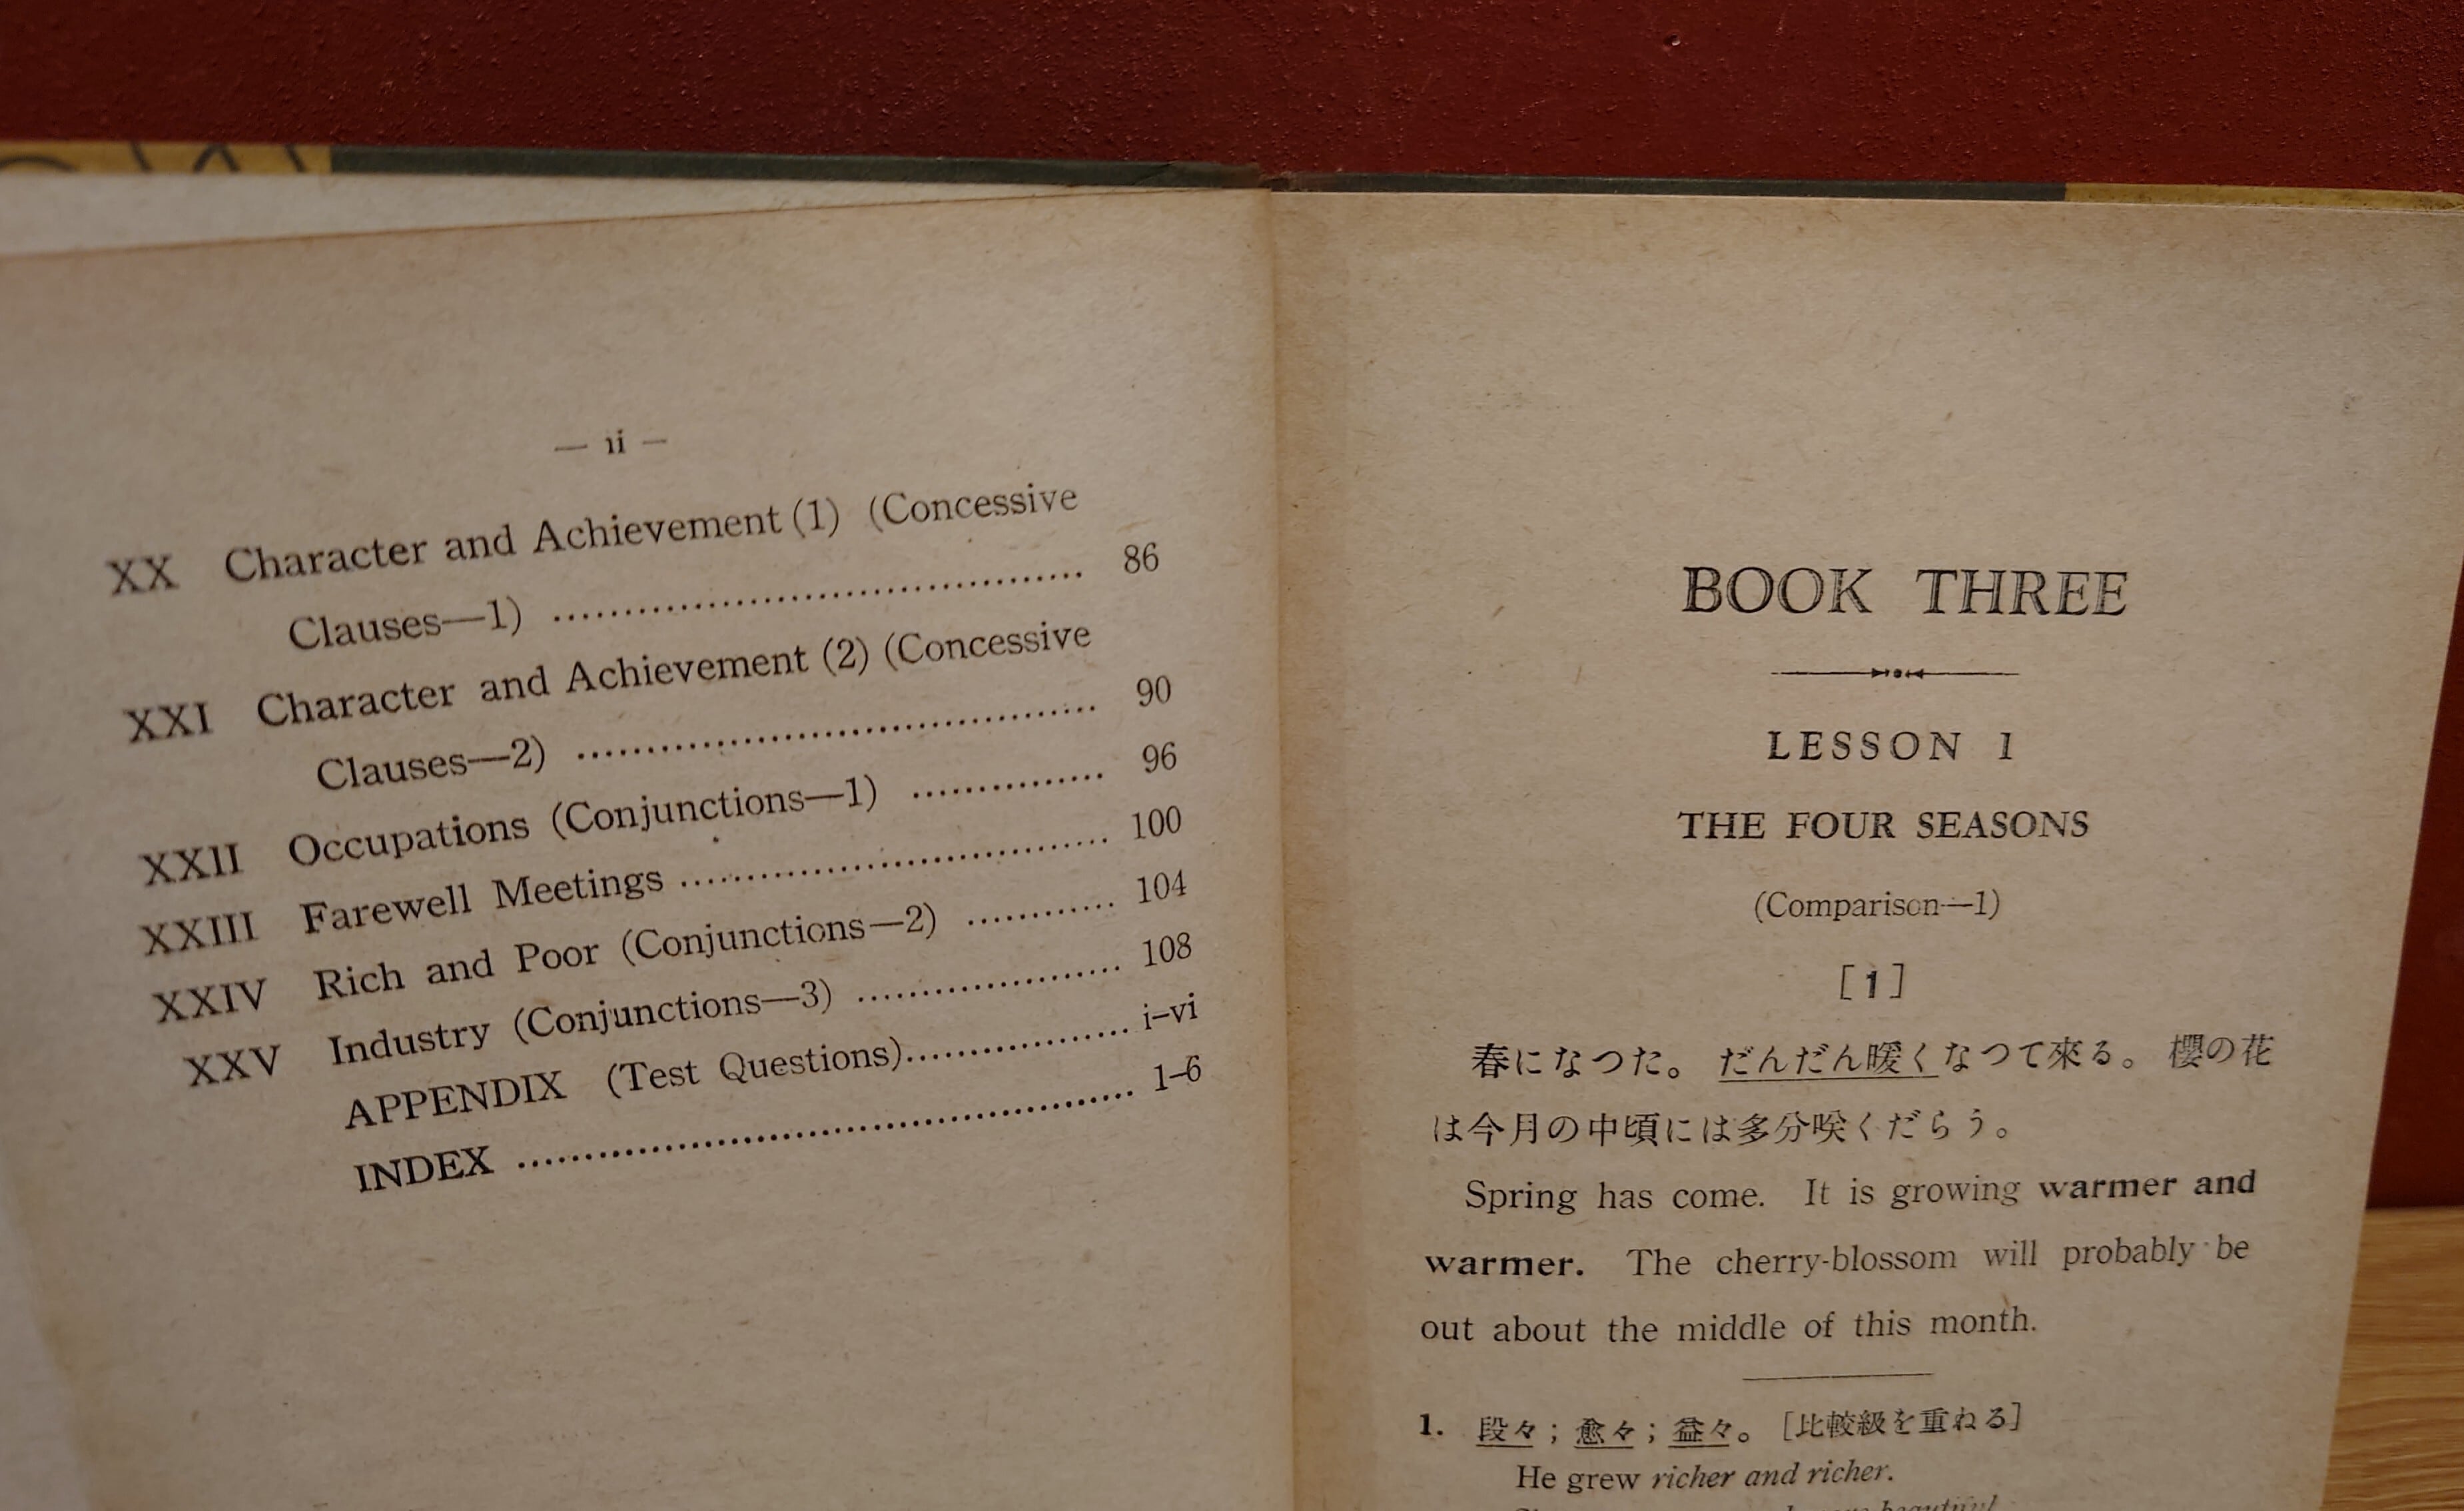 — ii —
XX Character and Achievement (1) (Concessive
Clauses—1) ........................................ 86
XXI Character and Achievement (2) (Concessive
Clauses—2) ........................................ 90
XXII Occupations (Conjunctions—1) ............... 96
XXIII Farewell Meetings ................................. 100
XXIV Rich and Poor (Conjunctions—2) ............ 104
XXV Industry (Conjunctions—3) ..................... 108
APPENDIX (Test Questions)..................... i–vi
INDEX ................................................ 1–6
BOOK THREE
LESSON 1
THE FOUR SEASONS
(Comparison—1)
[1]
春になつた。 だんだん暖くなつて來る。 櫻の花
は今月の中頃には多分咲くだらう。
Spring has come. It is growing warmer and
warmer. The cherry-blossom will probably be
out about the middle of this month.
1. 段々；愈々；益々。［比較級を重ねる］
He grew richer and richer.
beautiful